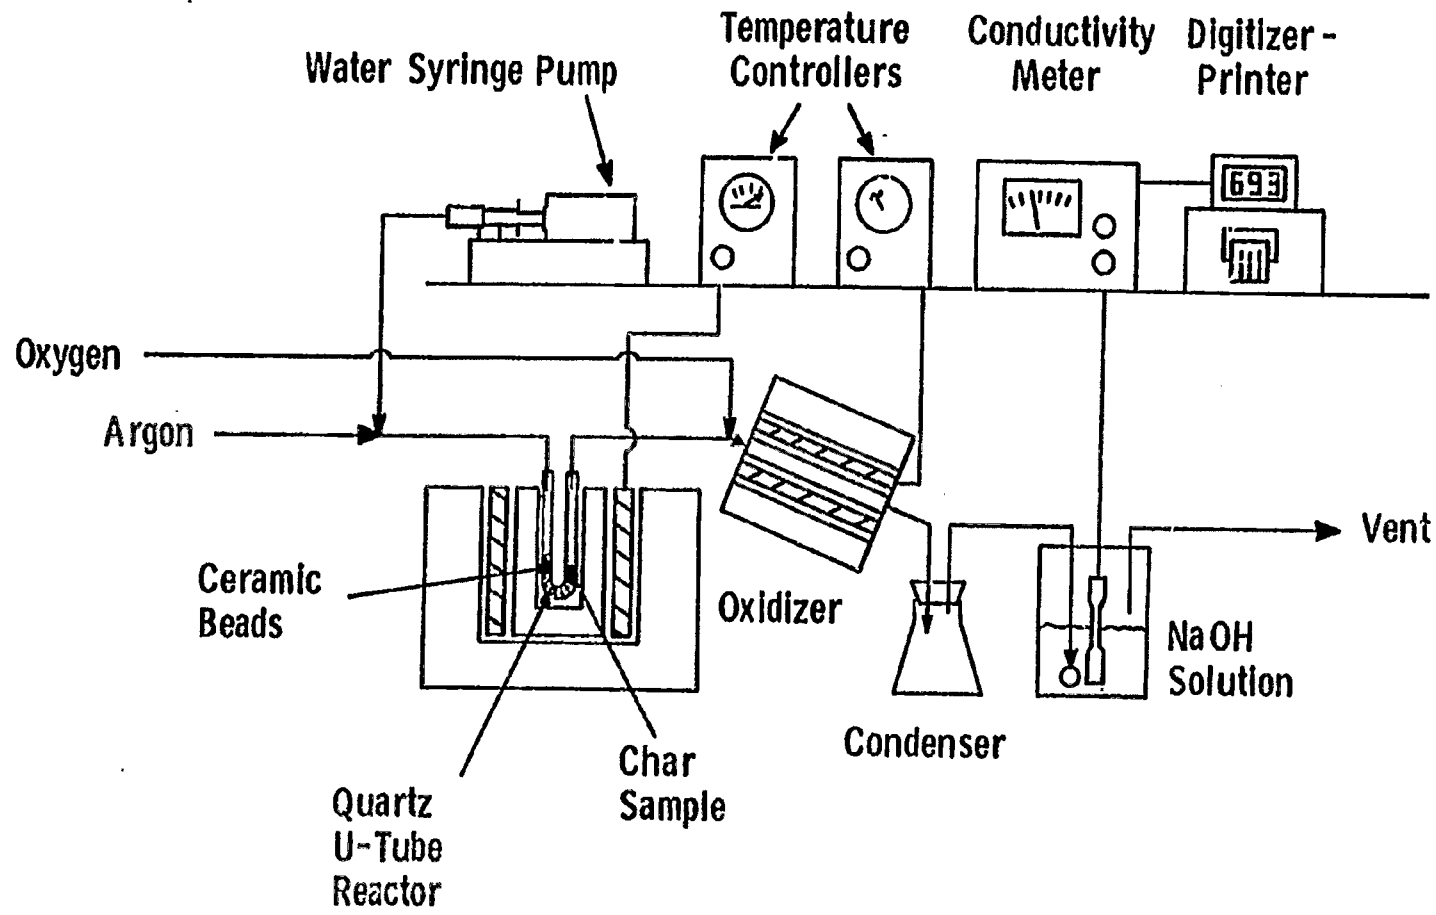 Water Syringe Pump
Temperature
Controllers
Conductivity
Meter
Digitizer -
Printer
693
Oxygen
Argon
Vent
Ceramic
Beads
Oxidizer
NaOH
Solution
Condenser
Char
Sample
Quartz
U-Tube
Reactor